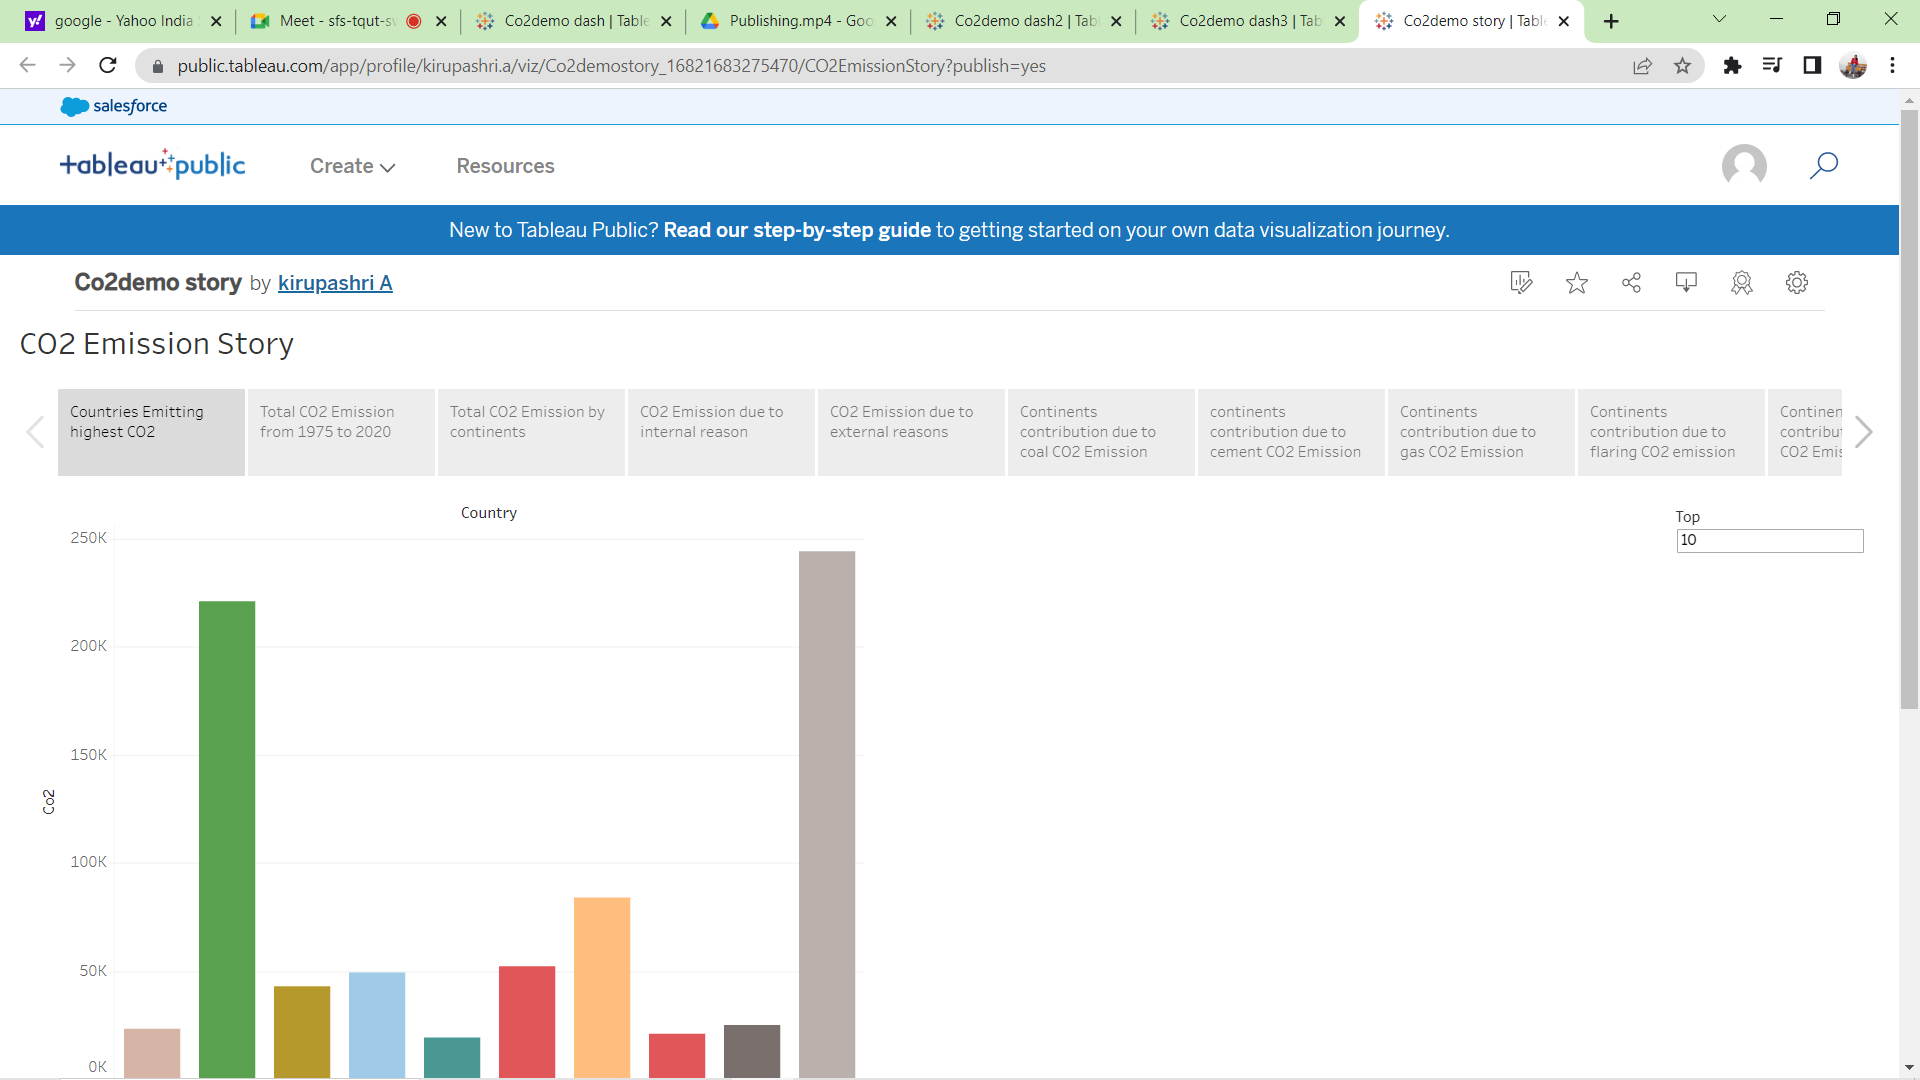 google - Yahoo India
Meet - sfs-tqut-sw
Co2demo dash | Table
Publishing.mp4 - Goo
Co2demo dash2 | Tab
Co2demo dash3 | Tab
Co2demo story | Table
public.tableau.com/app/profile/kirupashri.a/viz/Co2demostory_16821683275470/CO2EmissionStory?publish=yes
salesforce
tableau public
Create
Resources
New to Tableau Public? Read our step-by-step guide to getting started on your own data visualization journey.
Co2demo story by kirupashri A
CO2 Emission Story
Countries Emitting
highest CO2
Total CO2 Emission
from 1975 to 2020
Total CO2 Emission by
continents
CO2 Emission due to
internal reason
CO2 Emission due to
external reasons
Continents
contribution due to
coal CO2 Emission
continents
contribution due to
cement CO2 Emission
Continents
contribution due to
gas CO2 Emission
Continents
contribution due to
flaring CO2 emission
Continen
contribut
CO2 Emis
Country
Top
10
250K
200K
150K
100K
50K
0K
Co2